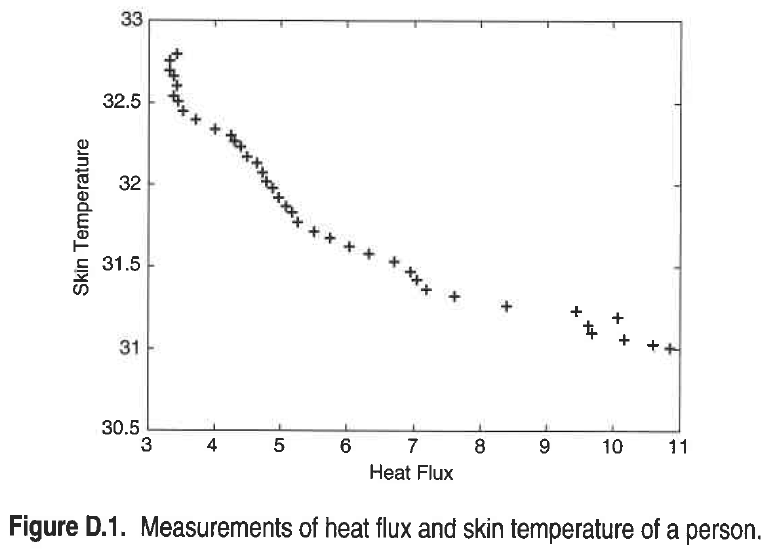 33
32.5
32
31.5
31
30.5
Skin Temperature
3 4 5 6 7 8 9 10 11
Heat Flux
Figure D.1. Measurements of heat flux and skin temperature of a person.